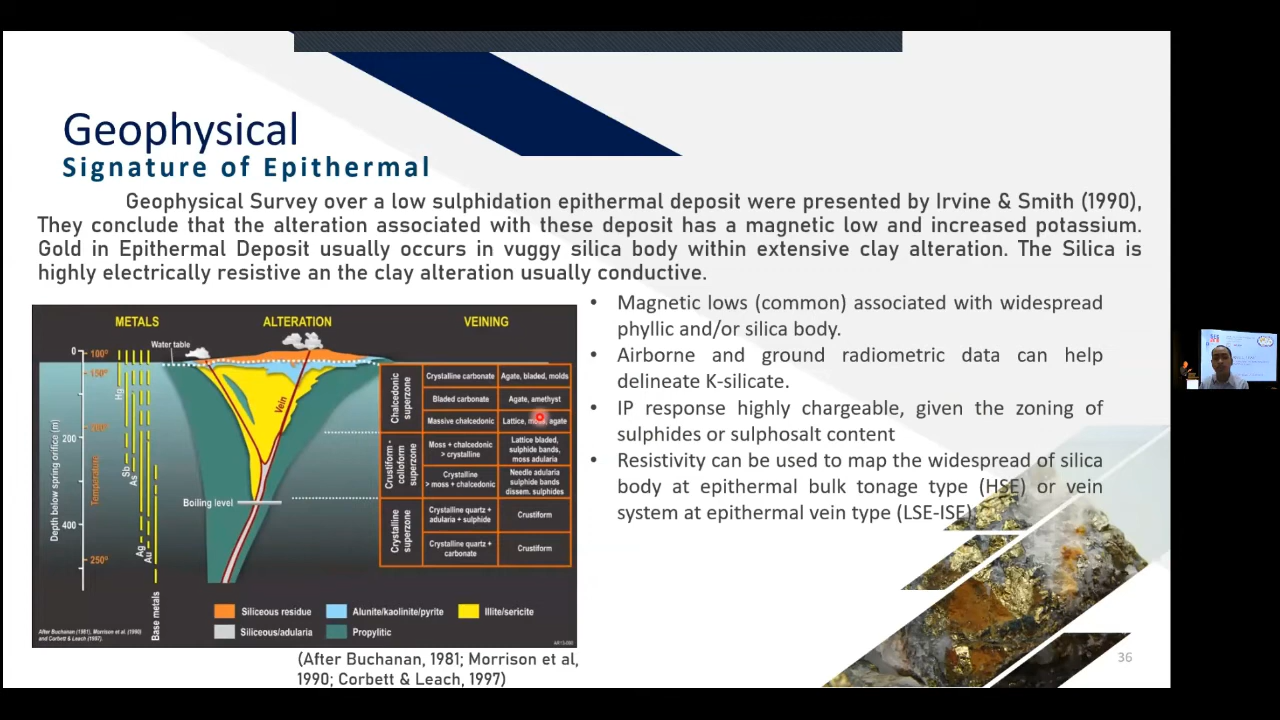 Geophysical
Signature of Epithermal
Geophysical Survey over a low sulphidation epithermal deposit were presented by Irvine & Smith (1990),
They conclude that the alteration associated with these deposit has a magnetic low and increased potassium.
Gold in Epithermal Deposit usually occurs in vuggy silica body within extensive clay alteration. The Silica is
highly electrically resistive an the clay alteration usually conductive.
METALS
ALTERATION
VEINING
Water table
0
200
400
Depth below spring orifice (m)
100°
150°
200°
250°
Temperature
Hg
Sb
As
Ag
Au
Base metals
Vein
Boiling level
Chalcedonic
superzone
Crystalline carbonate
Agate, bladed, molds
Bladed carbonate
Agate, amethyst
Massive chalcedonic
Lattice, agate
Crustiform -
colloform
superzone
Moss + chalcedonic
> crystalline
Lattice bladed,
sulphide bands,
moss adularia
Crystalline
> moss + chalcedonic
Needle adularia
sulphide bands
dissem. sulphides
Crystalline
superzone
Crystalline quartz +
adularia + sulphide
Crustiform
Crystalline quartz +
carbonate
Crustiform
Siliceous residue
Alunite/kaolinite/pyrite
Illite/sericite
Siliceous/adularia
Propylitic
After Buchanan (1981), Morrison et al. (1990)
and Corbett & Leach (1997).
(After Buchanan, 1981; Morrison et al,
1990; Corbett & Leach, 1997)
• Magnetic lows (common) associated with widespread
phyllic and/or silica body.
• Airborne and ground radiometric data can help
delineate K-silicate.
• IP response highly chargeable, given the zoning of
sulphides or sulphosalt content
• Resistivity can be used to map the widespread of silica
body at epithermal bulk tonage type (HSE) or vein
system at epithermal vein type (LSE-ISE).
36